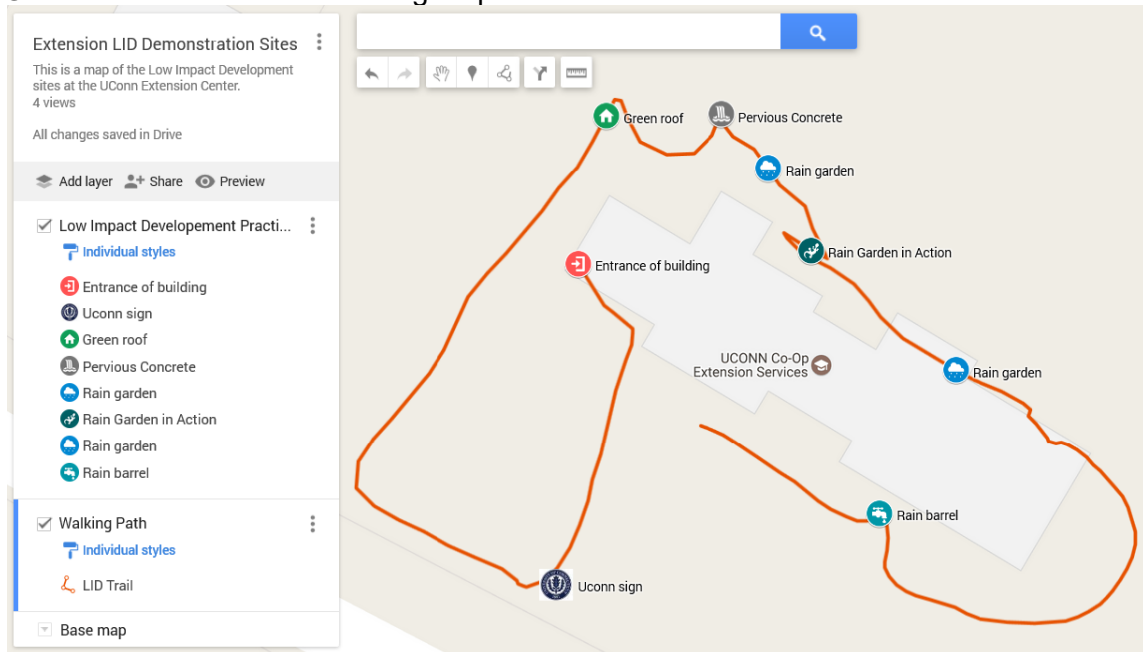 Extension LID Demonstration Sites
This is a map of the Low Impact Development
sites at the UConn Extension Center.
4 views
All changes saved in Drive
Add layer Share Preview
Low Impact Developement Practi...
Individual styles
Entrance of building
Uconn sign
Green roof
Pervious Concrete
Rain garden
Rain Garden in Action
Rain garden
Rain barrel
Walking Path
Individual styles
LID Trail
Base map
Green roof
Pervious Concrete
Rain garden
Rain Garden in Action
Entrance of building
UCONN Co-Op
Extension Services
Rain garden
Rain barrel
Uconn sign